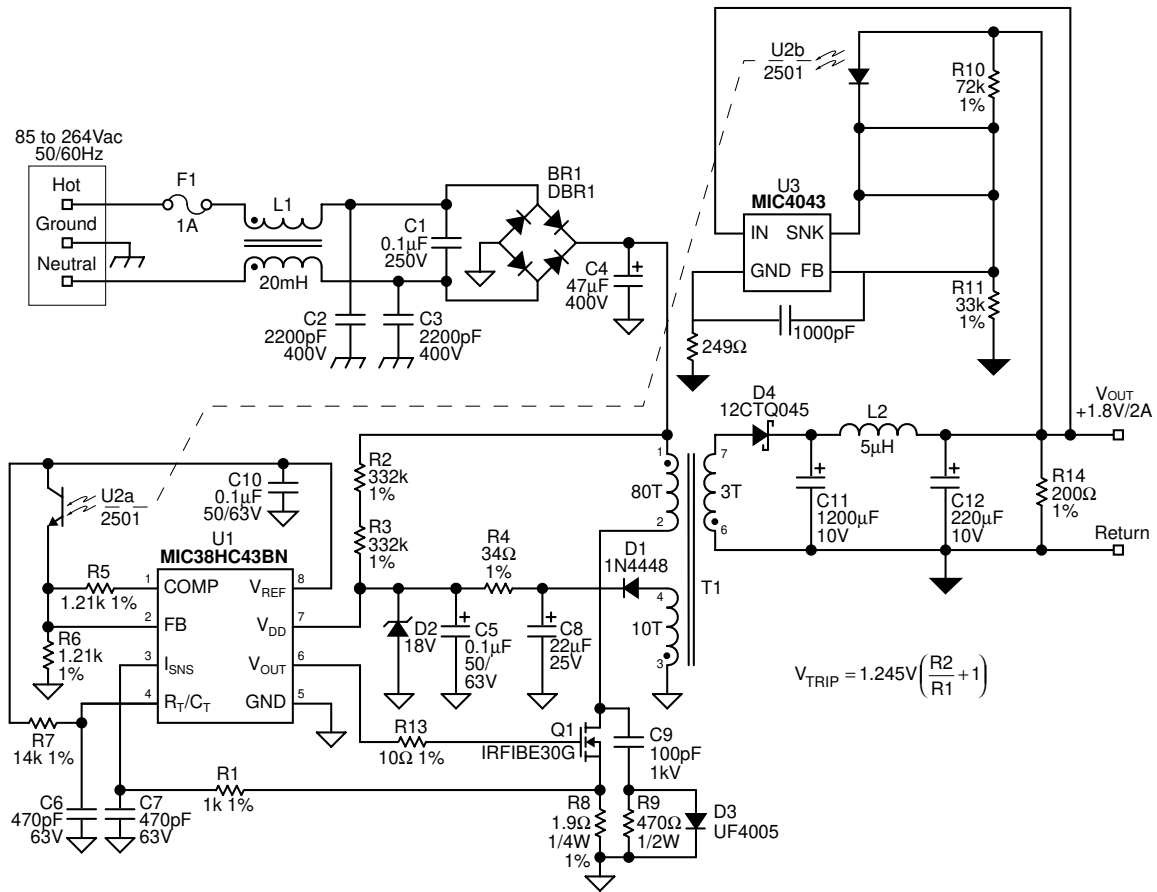 85 to 264Vac
50/60Hz
Hot
Ground
Neutral
F1
1A
L1
20mH
C1
0.1µF
250V
C2
2200pF
400V
C3
2200pF
400V
BR1
DBR1
C4
47µF
400V
U2b
2501
R10
72k
1%
U3
MIC4043
IN
SNK
GND
FB
R11
33k
1%
1000pF
249Ω
D4
12CTQ045
L2
5µH
VOUT
+1.8V/2A
C11
1200µF
10V
C12
220µF
10V
R14
200Ω
1%
Return
1
80T
2
7
3T
6
4
10T
3
T1
R2
332k
1%
R3
332k
1%
R4
34Ω
1%
D1
1N4448
D2
18V
C5
0.1µF
50/
63V
C8
22µF
25V
C10
0.1µF
50/63V
U2a
2501
U1
MIC38HC43BN
R5
1.21k 1%
R6
1.21k
1%
1
COMP
VREF
8
2
FB
VDD
7
3
ISNS
VOUT
6
4
RT/CT
GND
5
R7
14k 1%
R13
10Ω 1%
Q1
IRFIBE30G
C9
100pF
1kV
R1
1k 1%
C6
470pF
63V
C7
470pF
63V
R8
1.9Ω
1/4W
1%
R9
470Ω
1/2W
D3
UF4005
VTRIP = 1.245V(R2/R1 + 1)